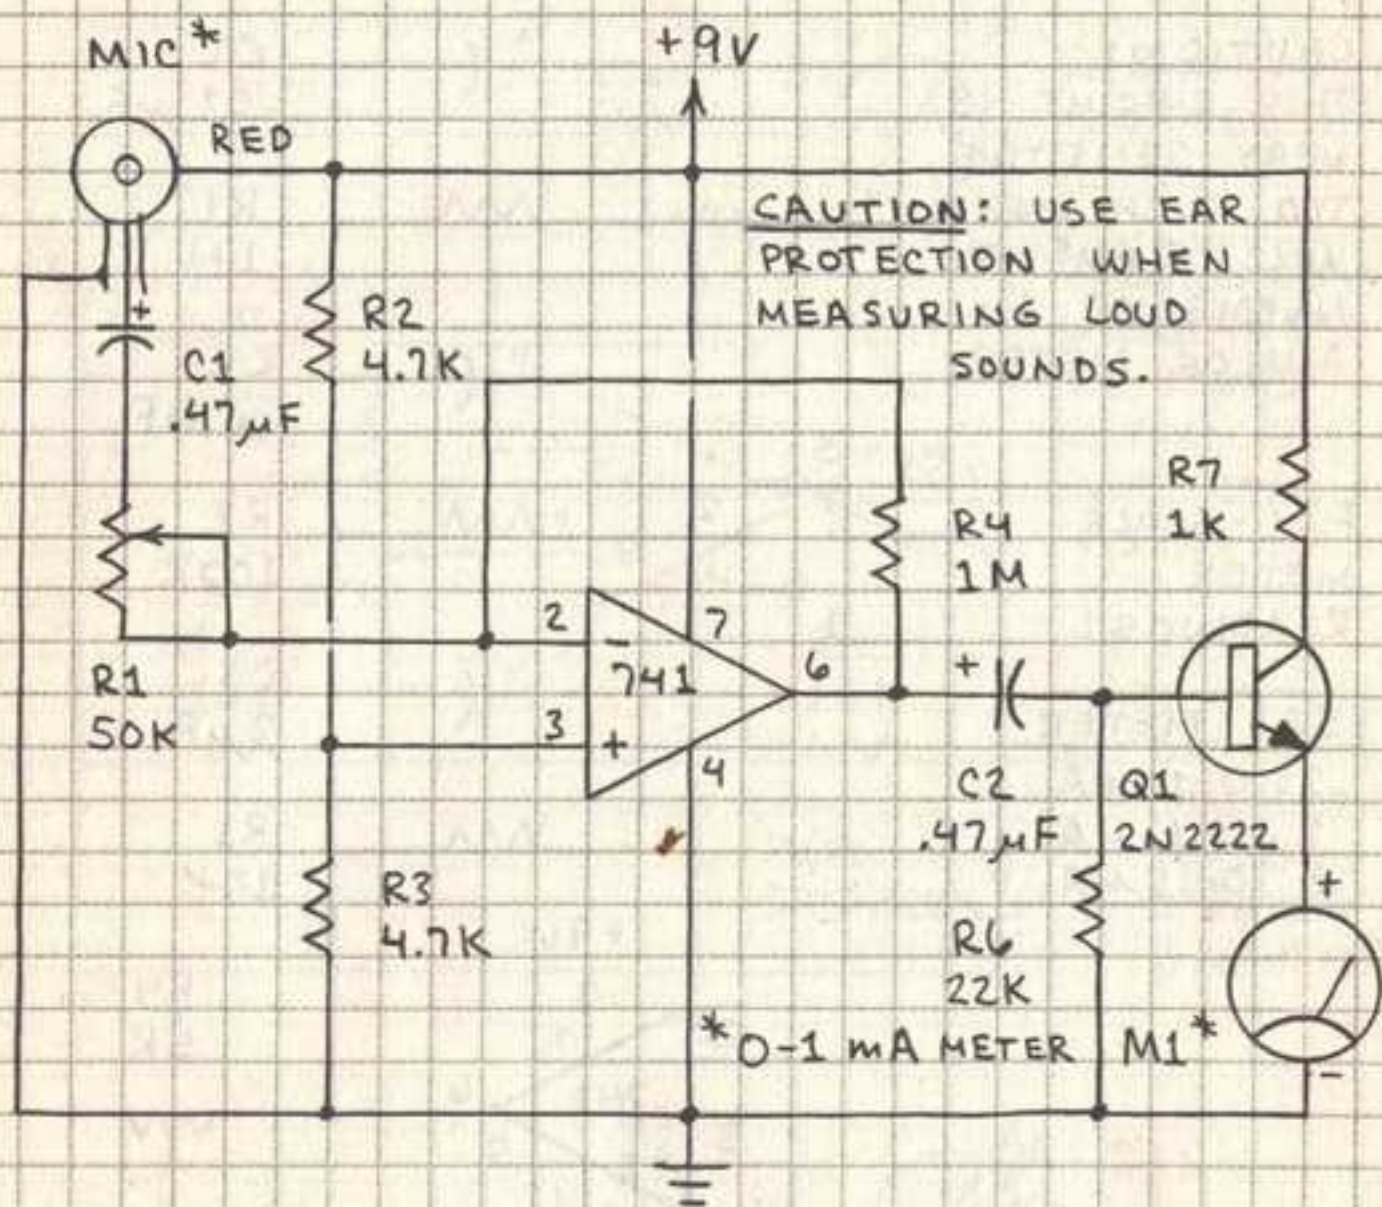 MIC*
+9V
RED
CAUTION: USE EAR
PROTECTION WHEN
MEASURING LOUD
SOUNDS.
R2
4.7K
C1
.47µF
R7
1K
R4
1M
2
-
7
741
6
+
R1
50K
3
+
4
C2
.47µF
Q1
2N2222
R3
4.7K
+
R6
22K
*0-1 mA METER
M1*
-
+